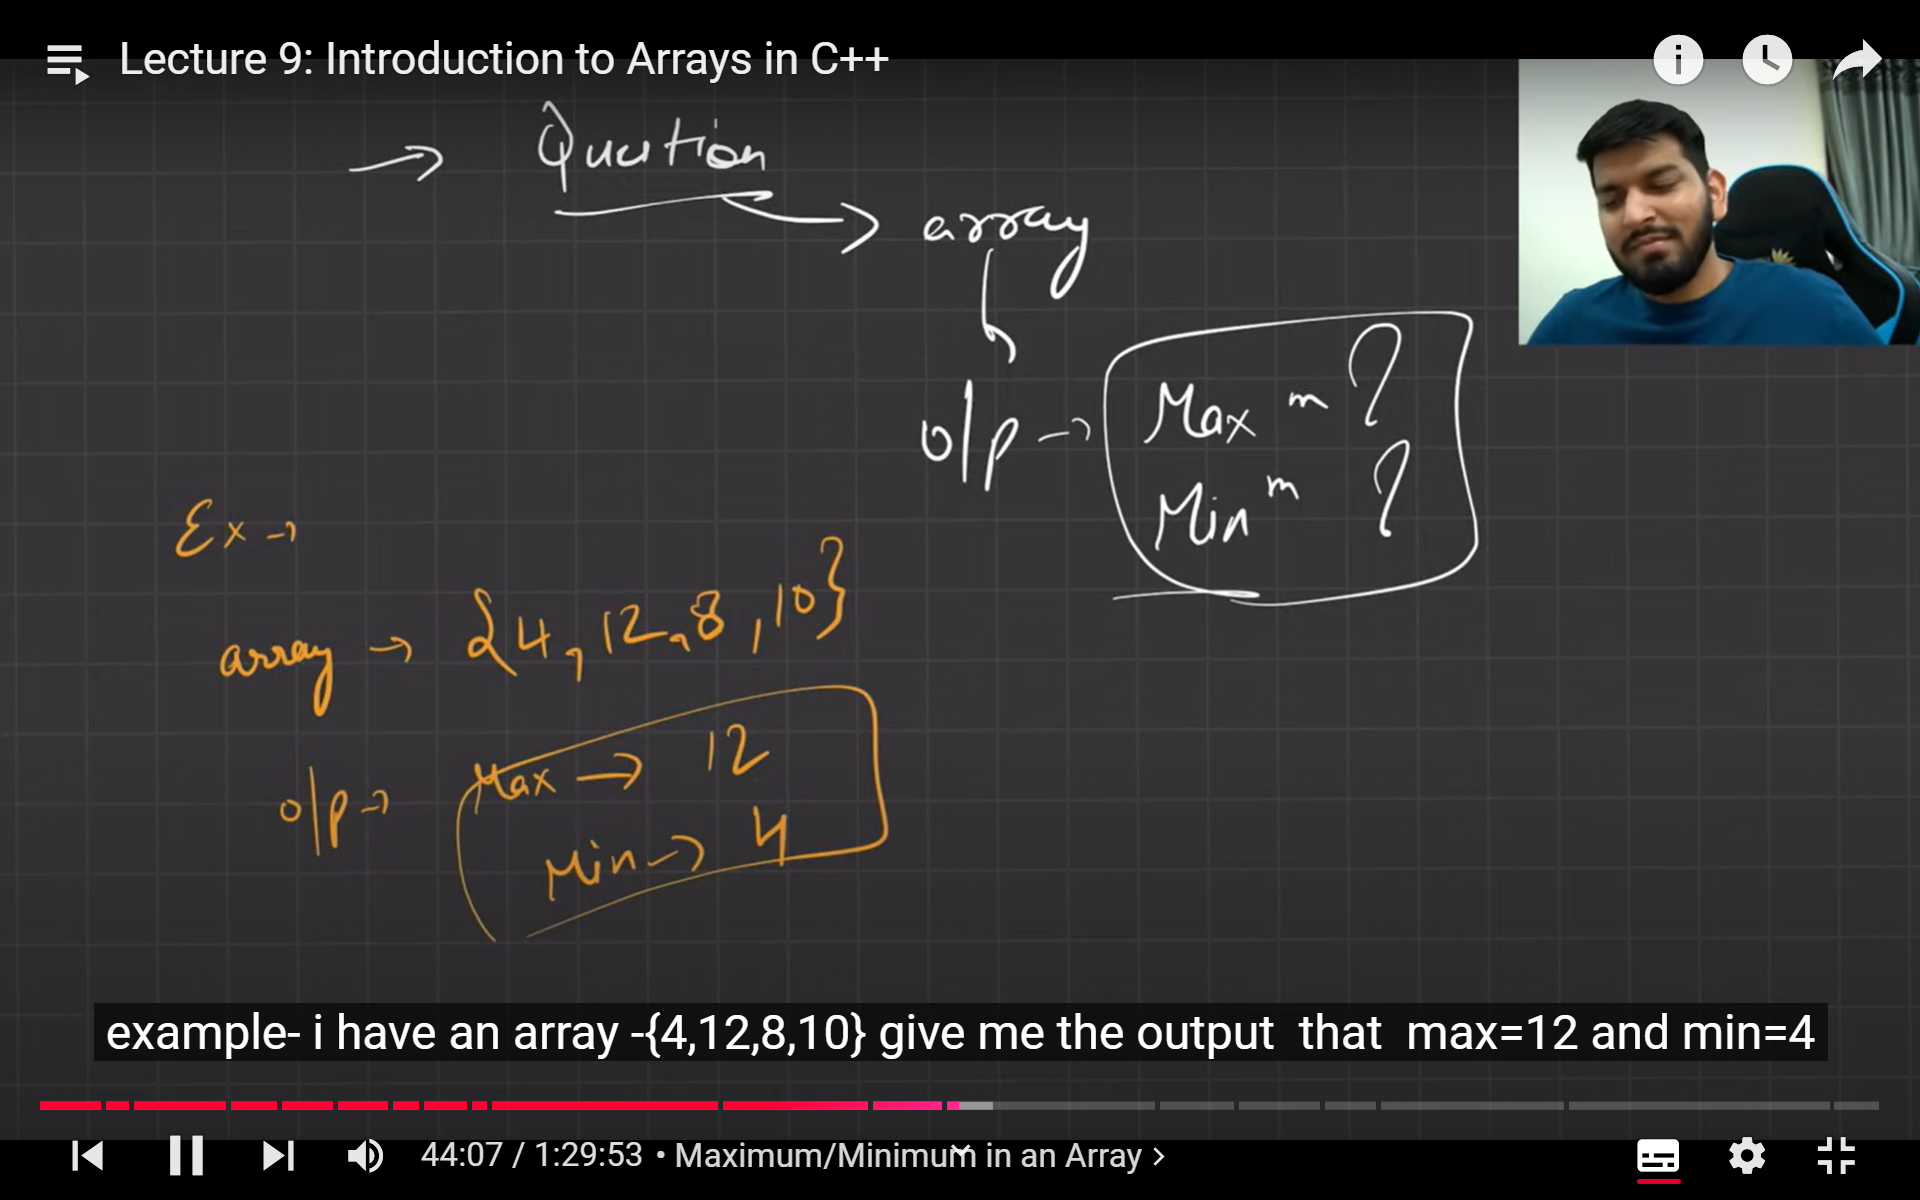 Lecture 9: Introduction to Arrays in C++
→ Question
→ array
o/p → Max m ?
Min m ?
Ex →
array → {4, 12, 8, 10}
o/p → Max → 12
Min → 4
example- i have an array -{4,12,8,10} give me the output that max=12 and min=4
44:07 / 1:29:53 • Maximum/Minimum in an Array >